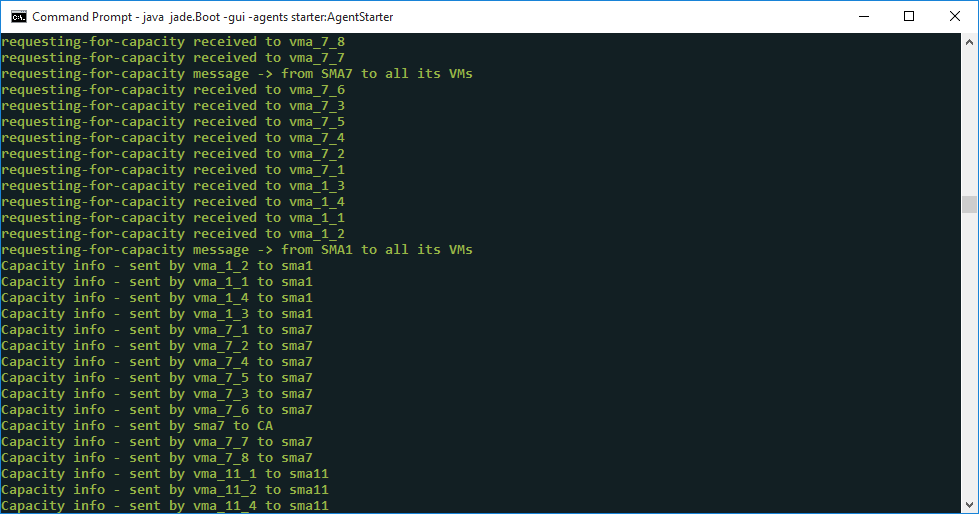 Command Prompt - java jade.Boot -gui -agents starter:AgentStarter
requesting-for-capacity received to vma_7_8
requesting-for-capacity received to vma_7_7
requesting-for-capacity message -> from SMA7 to all its VMs
requesting-for-capacity received to vma_7_6
requesting-for-capacity received to vma_7_3
requesting-for-capacity received to vma_7_5
requesting-for-capacity received to vma_7_4
requesting-for-capacity received to vma_7_2
requesting-for-capacity received to vma_7_1
requesting-for-capacity received to vma_1_3
requesting-for-capacity received to vma_1_4
requesting-for-capacity received to vma_1_1
requesting-for-capacity received to vma_1_2
requesting-for-capacity message -> from SMA1 to all its VMs
Capacity info - sent by vma_1_2 to sma1
Capacity info - sent by vma_1_1 to sma1
Capacity info - sent by vma_1_4 to sma1
Capacity info - sent by vma_1_3 to sma1
Capacity info - sent by vma_7_1 to sma7
Capacity info - sent by vma_7_2 to sma7
Capacity info - sent by vma_7_4 to sma7
Capacity info - sent by vma_7_5 to sma7
Capacity info - sent by vma_7_3 to sma7
Capacity info - sent by vma_7_6 to sma7
Capacity info - sent by sma7 to CA
Capacity info - sent by vma_7_7 to sma7
Capacity info - sent by vma_7_8 to sma7
Capacity info - sent by vma_11_1 to sma11
Capacity info - sent by vma_11_2 to sma11
Capacity info - sent by vma_11_4 to sma11